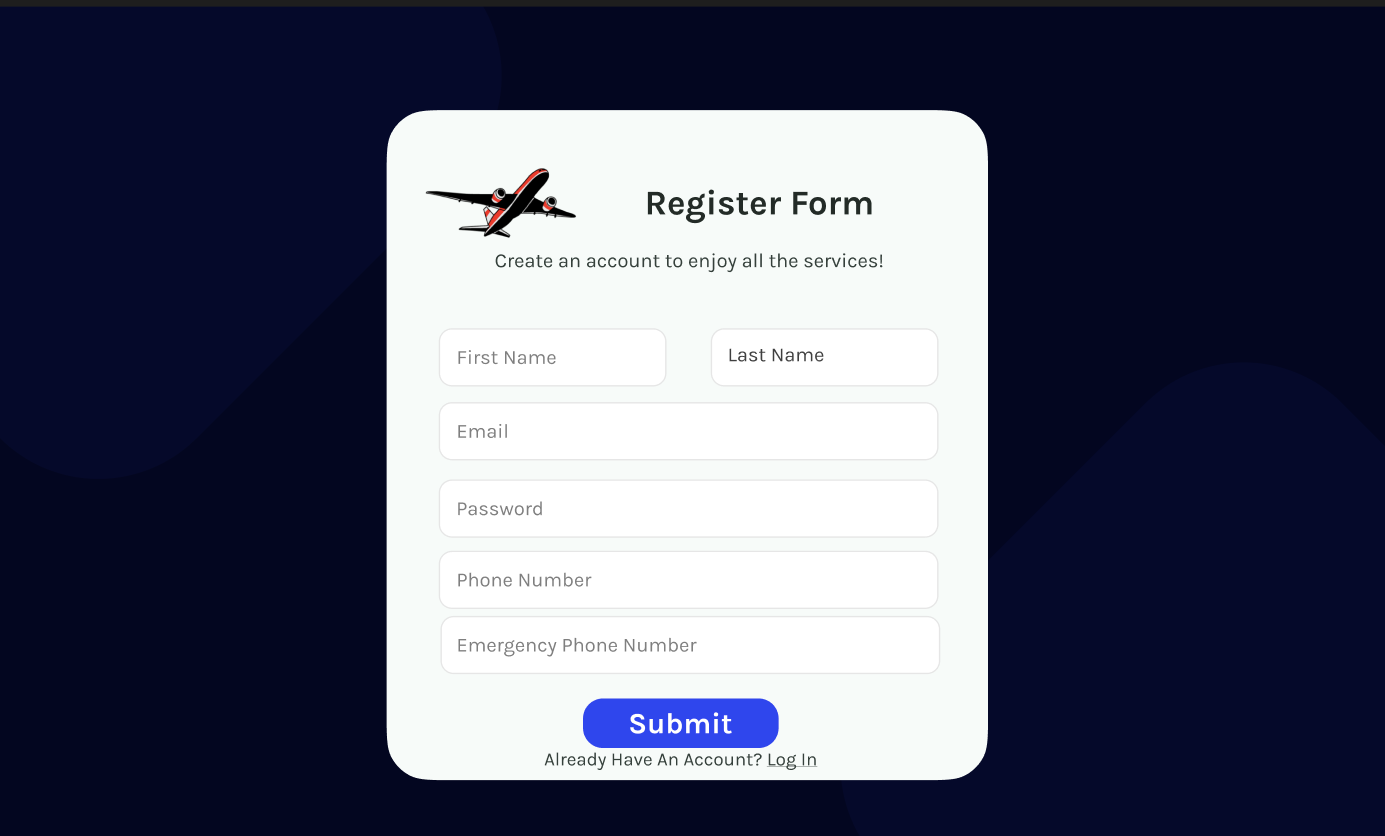 Register Form
Create an account to enjoy all the services!
First Name
Last Name
Email
Password
Phone Number
Emergency Phone Number
Submit
Already Have An Account? Log In